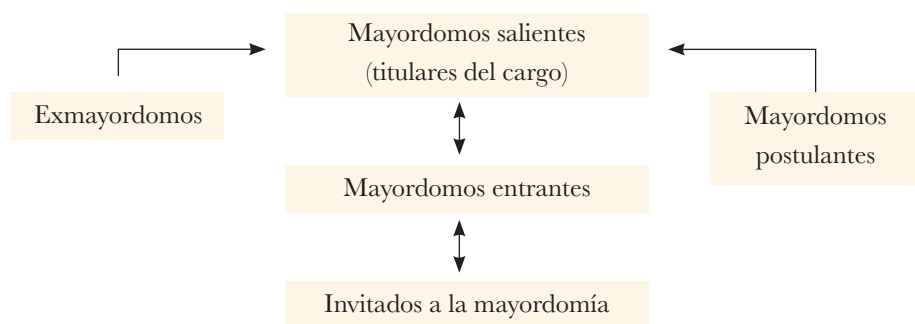 Mayordomos salientes
(titulares del cargo)
Exmayordomos
Mayordomos
postulantes
Mayordomos entrantes
Invitados a la mayordomía